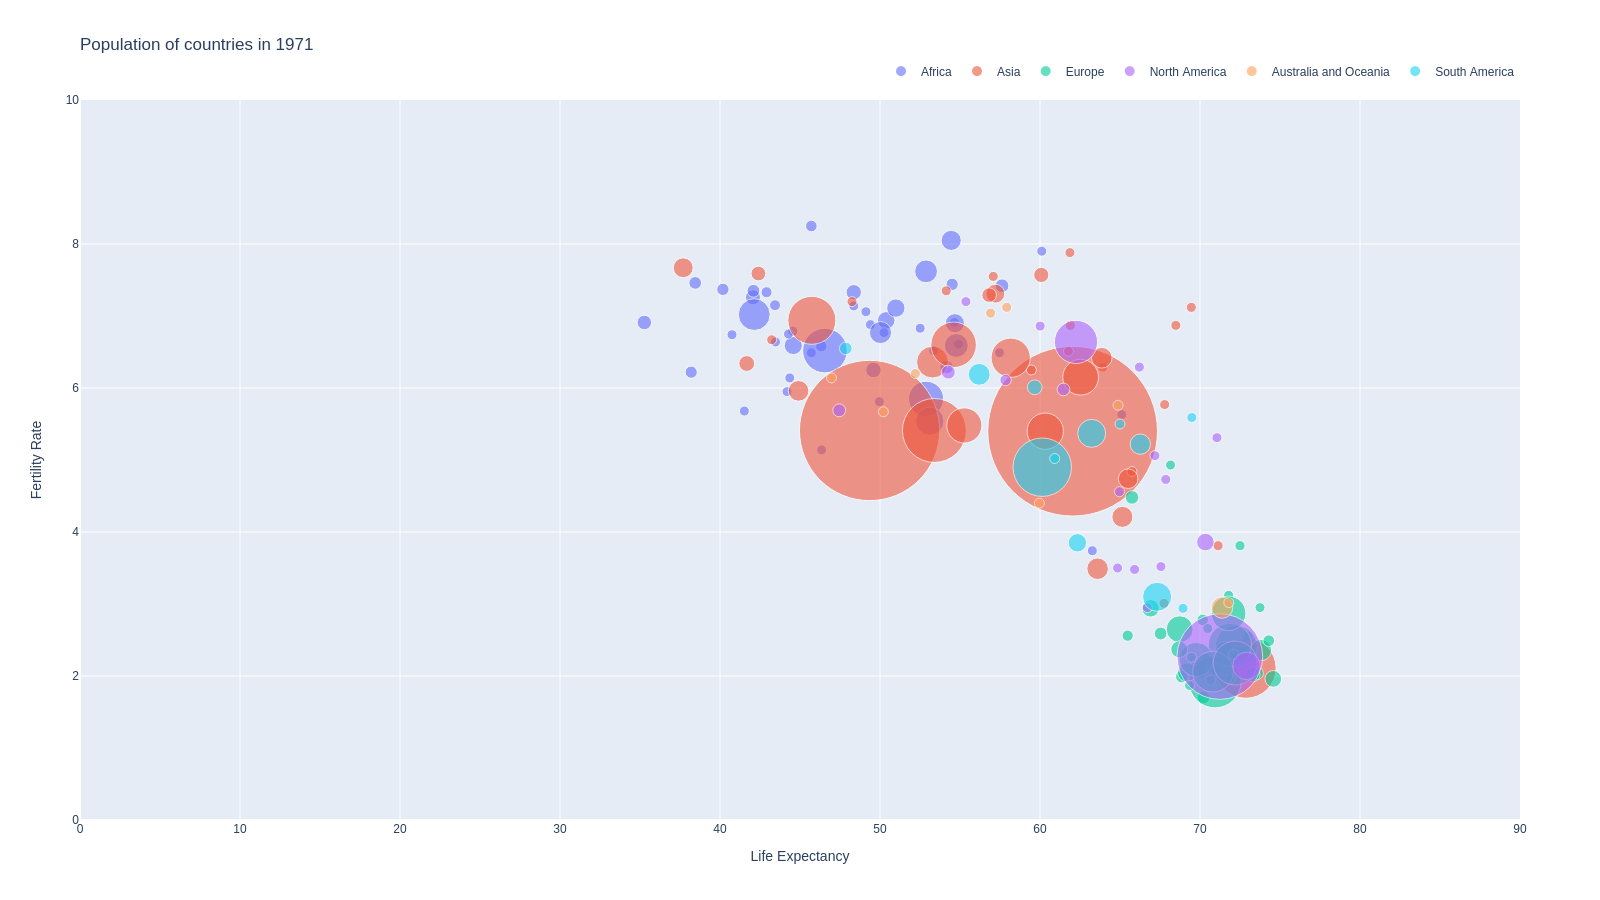 Population of countries in 1971
Africa Asia Europe North America Australia and Oceania South America
10
8
6
4
2
0
Fertility Rate
0 10 20 30 40 50 60 70 80 90
Life Expectancy